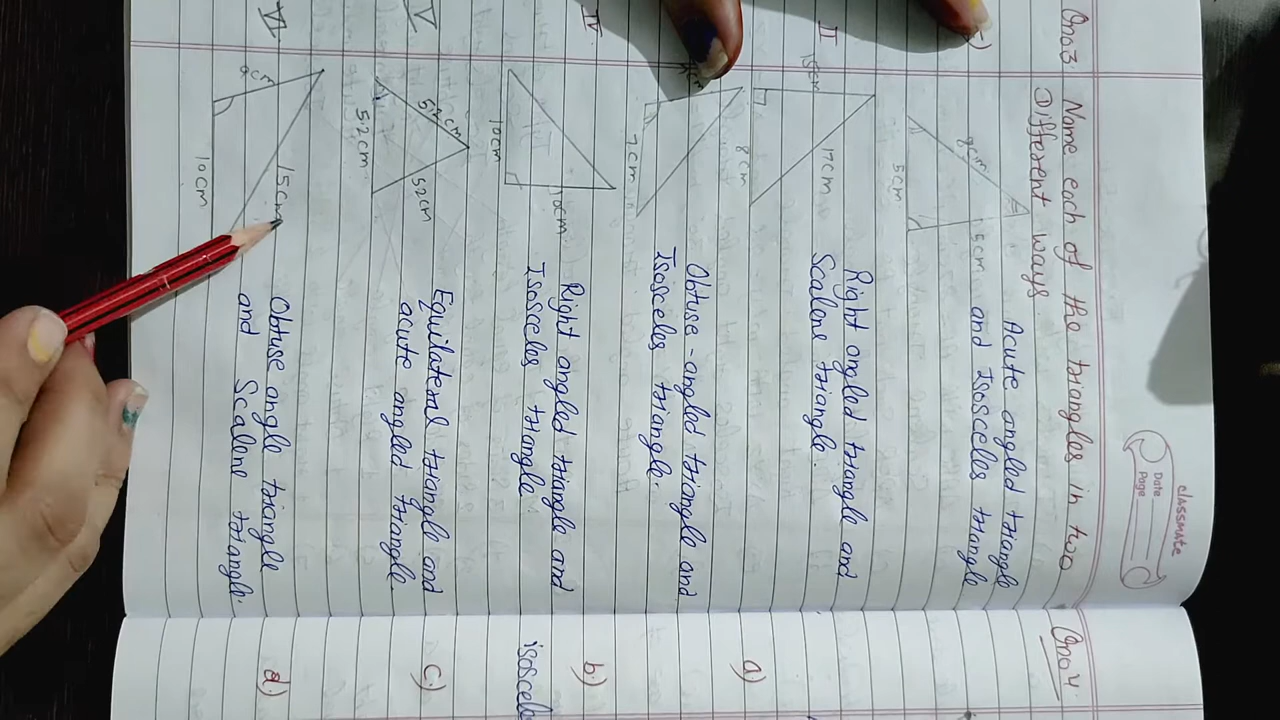 classmate
Date
Page
Qno3. Name each of the triangles in two
Different ways.
8cm
5cm
5cm
Acute angled triangle
and Isosceles triangle
II
15cm
17cm
8cm
Right angled triangle and
Scalene triangle.
7cm
Obtuse-angled triangle and
Isosceles triangle.
IV.
10cm
10cm
Right angled triangle and
Isosceles triangle.
V
5.2cm
5.2cm
52cm
Equilateral triangle and
acute angled triangle.
VI
9cm
15cm
10cm
Obtuse angle triangle
and Scalene triangle.
Qno4
a)
b)
isoscele
c.)
d.)